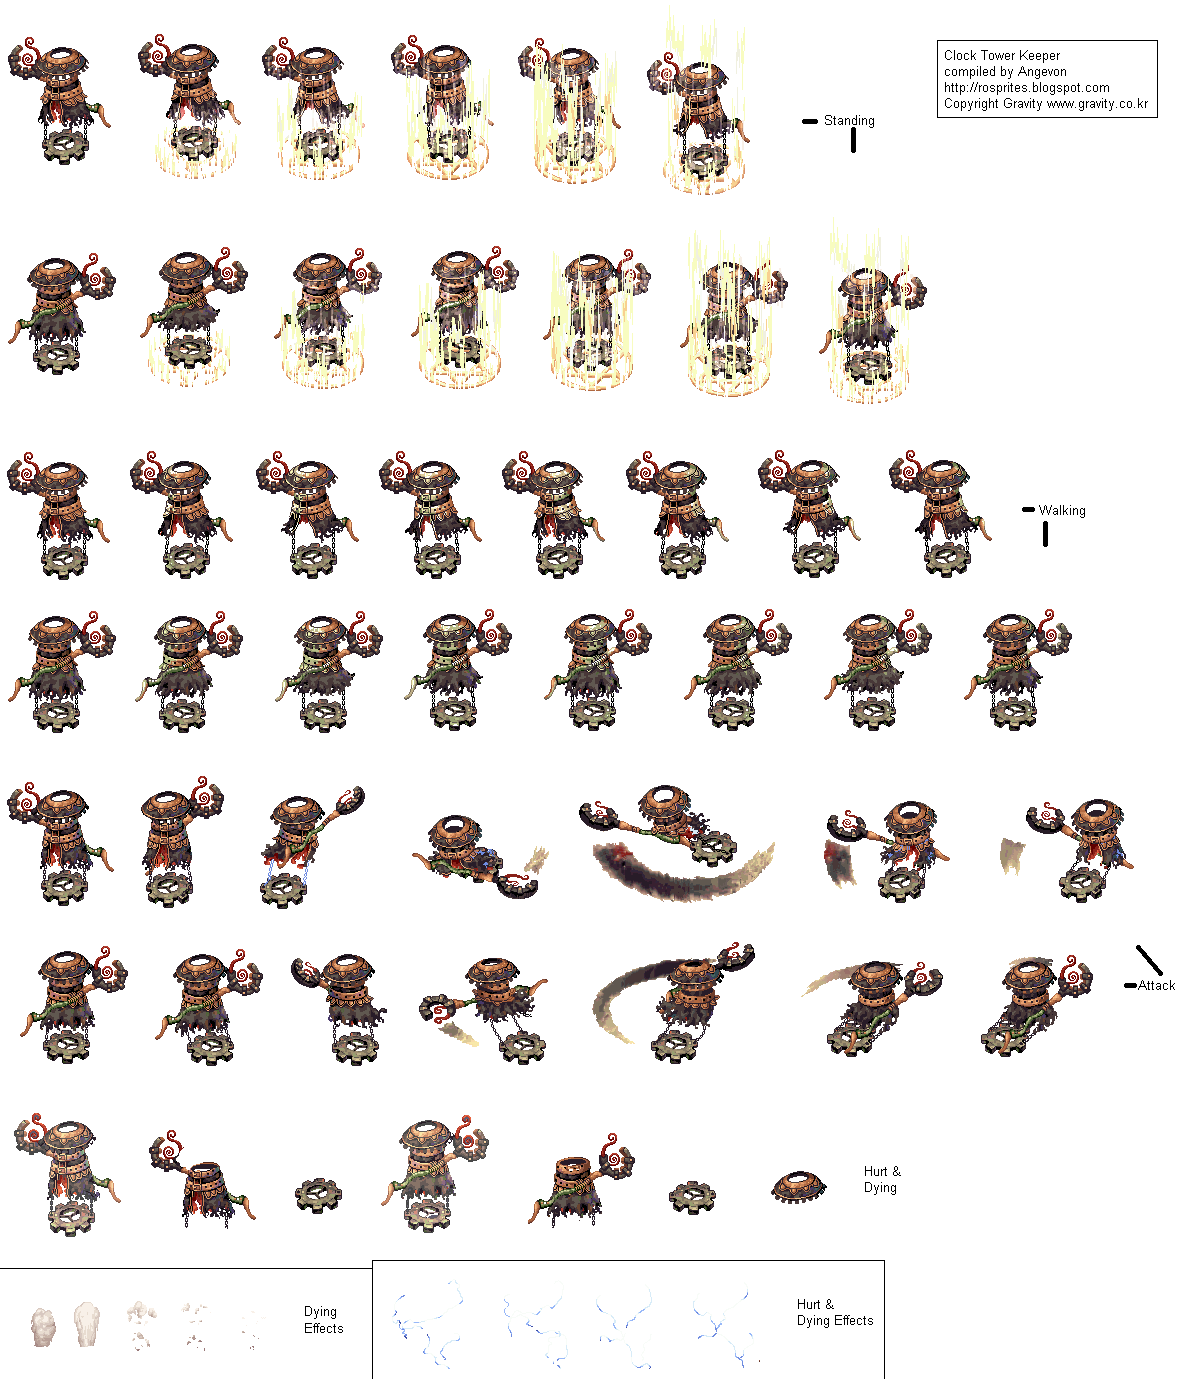 Clock Tower Keeper
compiled by Angevon
http://rosprites.blogspot.com
Copyright Gravity www.gravity.co.kr
Standing
Walking
Attack
Hurt &
Dying
Dying
Effects
Hurt &
Dying Effects